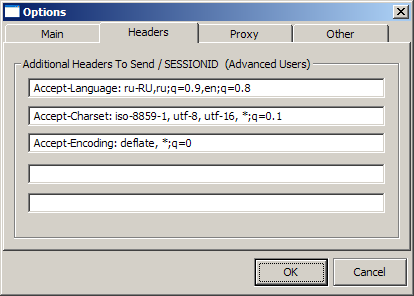 Options
Main Headers Proxy Other
Additional Headers To Send / SESSIONID (Advanced Users)
Accept-Language: ru-RU,ru;q=0.9,en;q=0.8
Accept-Charset: iso-8859-1, utf-8, utf-16, *;q=0.1
Accept-Encoding: deflate, *;q=0
OK Cancel